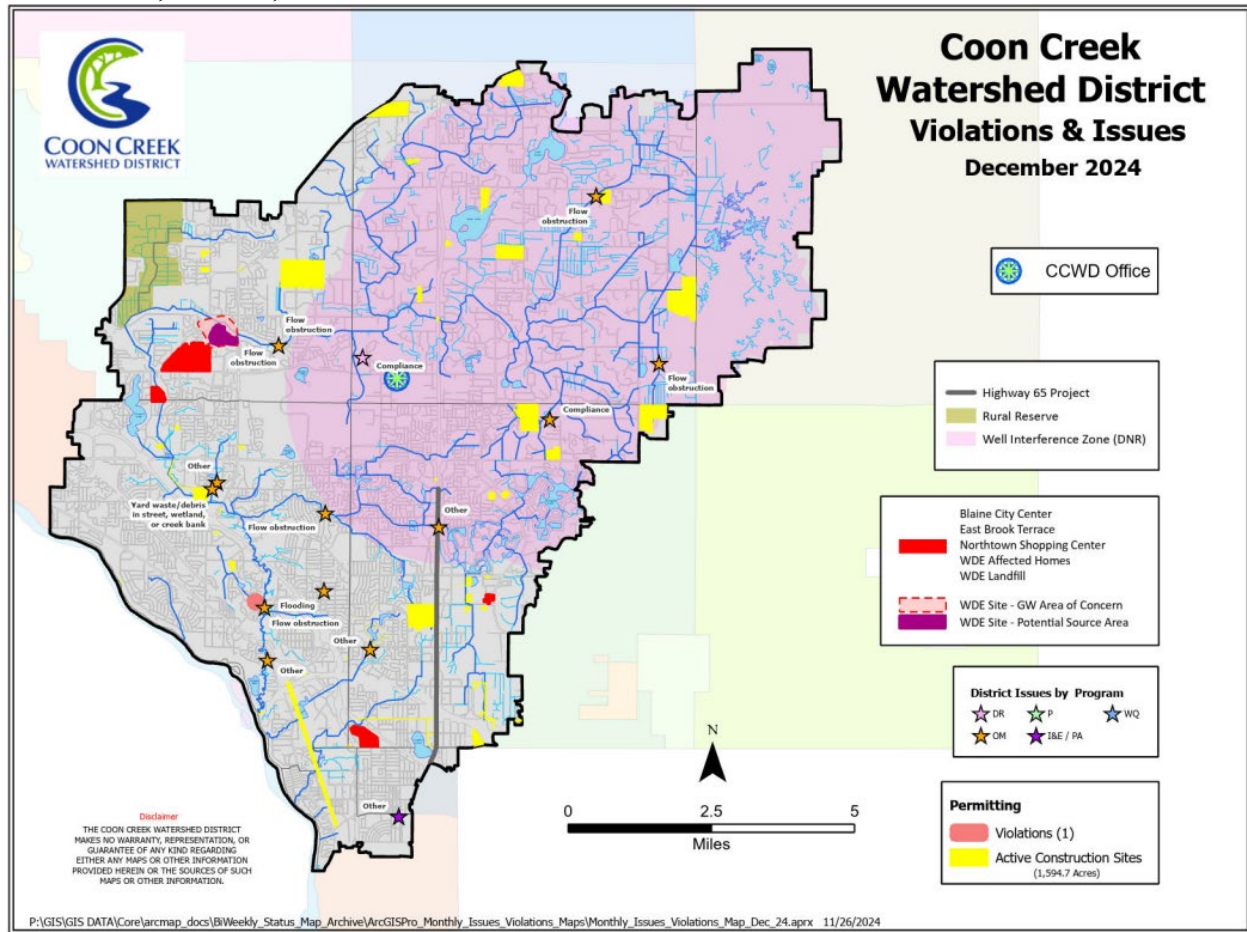 Coon Creek
Watershed District
Violations & Issues
December 2024
COON CREEK
WATERSHED DISTRICT
CCWD Office
Highway 65 Project
Rural Reserve
Well Interference Zone (DNR)
Blaine City Center
East Brook Terrace
Northtown Shopping Center
WDE Affected Homes
WDE Landfill
WDE Site - GW Area of Concern
WDE Site - Potential Source Area
District Issues by Program
DR
P
WQ
OM
I&E / PA
Permitting
Violations (1)
Active Construction Sites
(1,594.7 Acres)
Flow
obstruction
Flow
obstruction
Flow
obstruction
Compliance
Flow
obstruction
Compliance
Other
Yard waste/debris
in street, wetland,
or creek bank
Flow obstruction
Other
Flooding
Flow obstruction
Other
Other
Other
N
0
2.5
5
Miles
Disclaimer
THE COON CREEK WATERSHED DISTRICT
MAKES NO WARRANTY, REPRESENTATION, OR
GUARANTEE OF ANY KIND REGARDING
EITHER ANY MAPS OR OTHER INFORMATION
PROVIDED HEREIN OR THE SOURCES OF SUCH
MAPS OR OTHER INFORMATION.
P:\GIS\GIS DATA\Core\arcmap_docs\BiWeekly_Status_Map_Archive\ArcGISPro_Monthly_Issues_Violations_Maps\Monthly_Issues_Violations_Map_Dec_24.aprx 11/26/2024